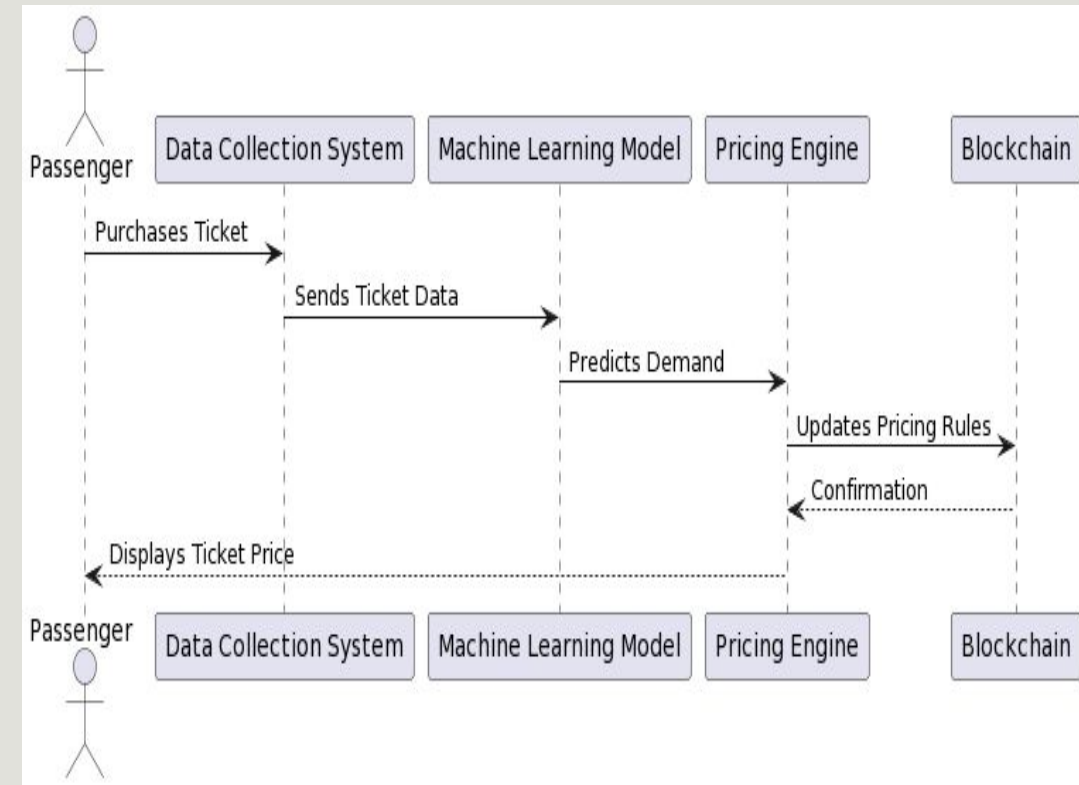 Passenger
Data Collection System
Machine Learning Model
Pricing Engine
Blockchain
Purchases Ticket
Sends Ticket Data
Predicts Demand
Updates Pricing Rules
Confirmation
Displays Ticket Price
Passenger
Data Collection System
Machine Learning Model
Pricing Engine
Blockchain